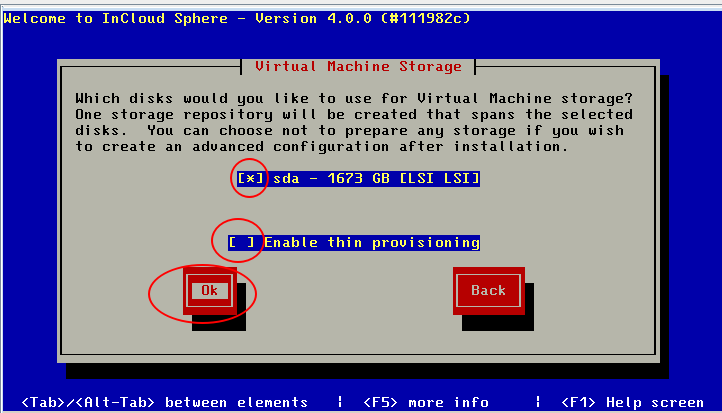 Welcome to InCloud Sphere - Version 4.0.0 (#111982c)
Virtual Machine Storage
Which disks would you like to use for Virtual Machine storage?
One storage repository will be created that spans the selected
disks.  You can choose not to prepare any storage if you wish
to create an advanced configuration after installation.
[*] sda - 1673 GB [LSI LSI]
[ ] Enable thin provisioning
Ok
Back
<Tab>/<Alt-Tab> between elements | <F5> more info | <F1> Help screen